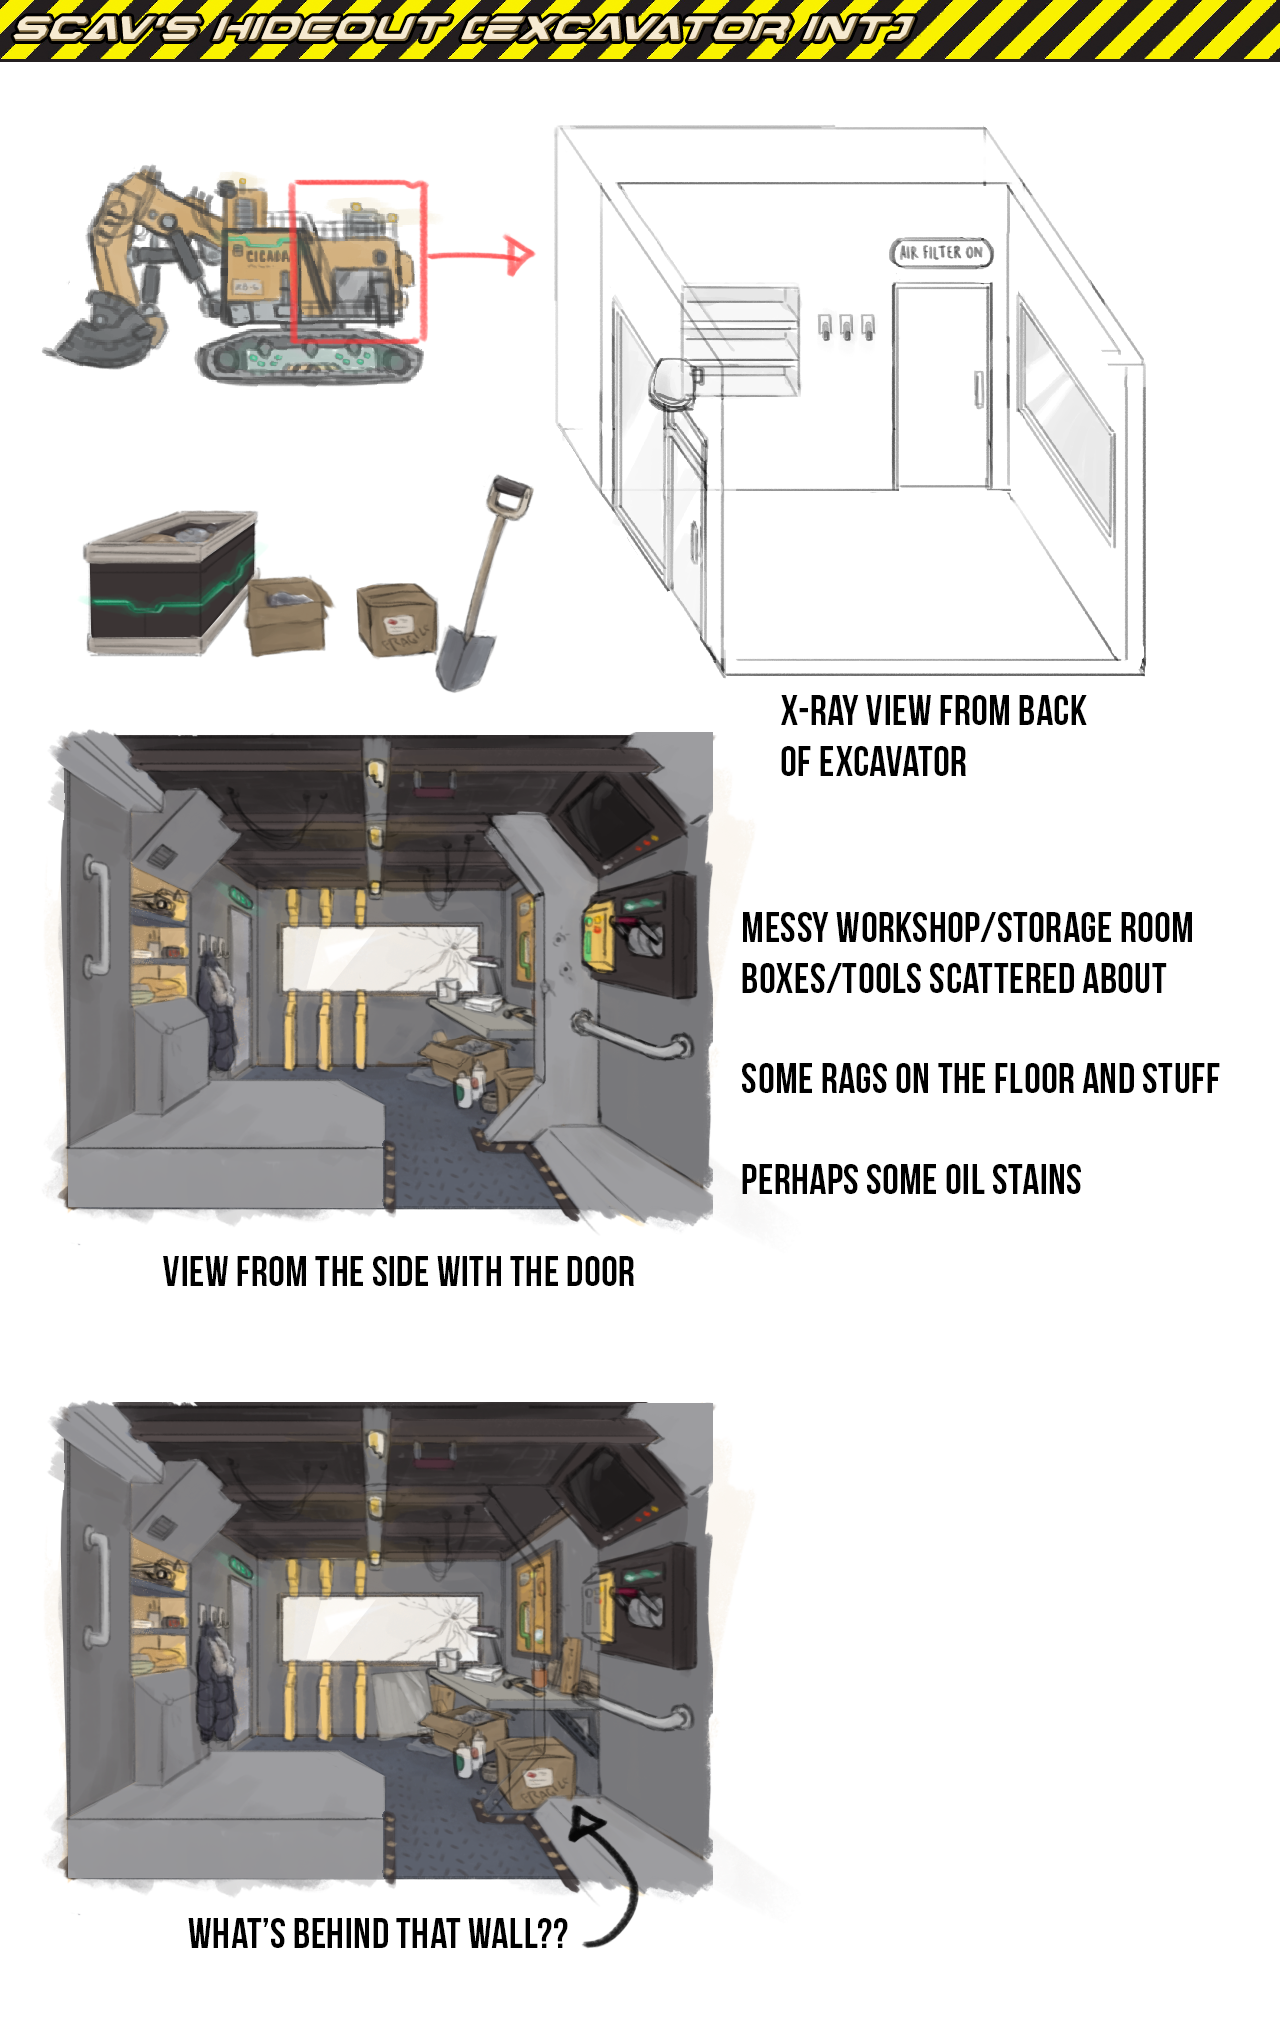 SCAV'S HIDEOUT [EXCAVATOR INT]
CICADA
AIR FILTER ON
FRAGILE
X-RAY VIEW FROM BACK
OF EXCAVATOR
MESSY WORKSHOP/STORAGE ROOM
BOXES/TOOLS SCATTERED ABOUT
SOME RAGS ON THE FLOOR AND STUFF
PERHAPS SOME OIL STAINS
VIEW FROM THE SIDE WITH THE DOOR
FRAGILE
WHAT'S BEHIND THAT WALL??